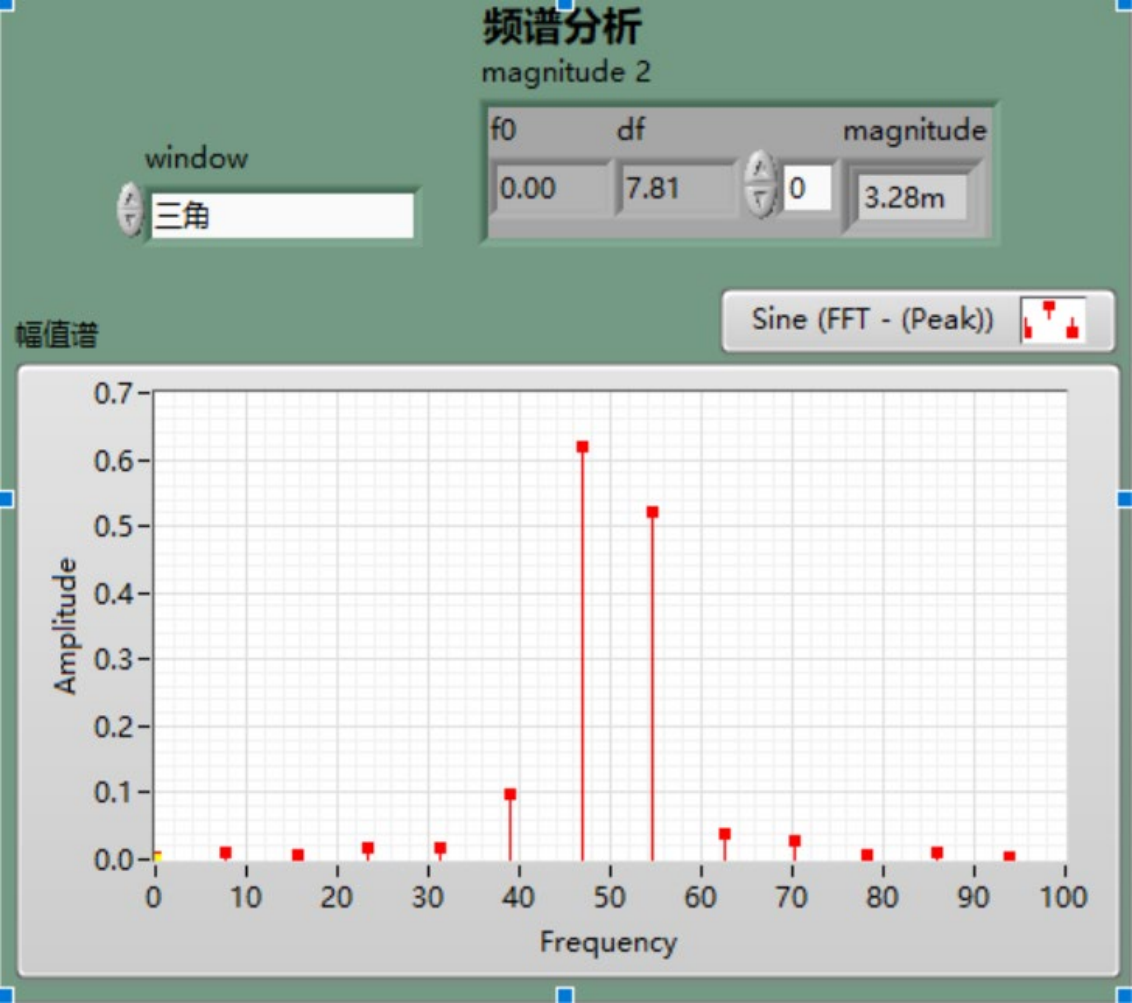 频谱分析
magnitude 2
f0 df magnitude
window
0.00 7.81 0 3.28m
三角
Sine (FFT - (Peak))
幅值谱
0.7
0.6
0.5
0.4
0.3
0.2
0.1
0.0
Amplitude
0 10 20 30 40 50 60 70 80 90 100
Frequency